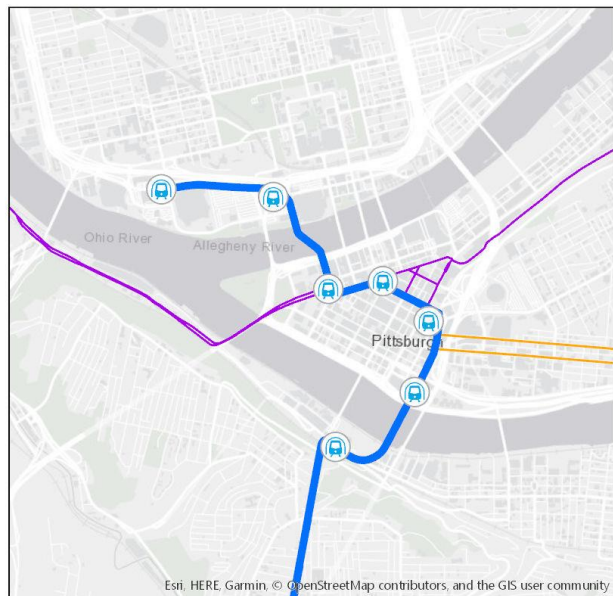 Ohio River
Allegheny River
Pittsburgh
Esri, HERE, Garmin, © OpenStreetMap contributors, and the GIS user community